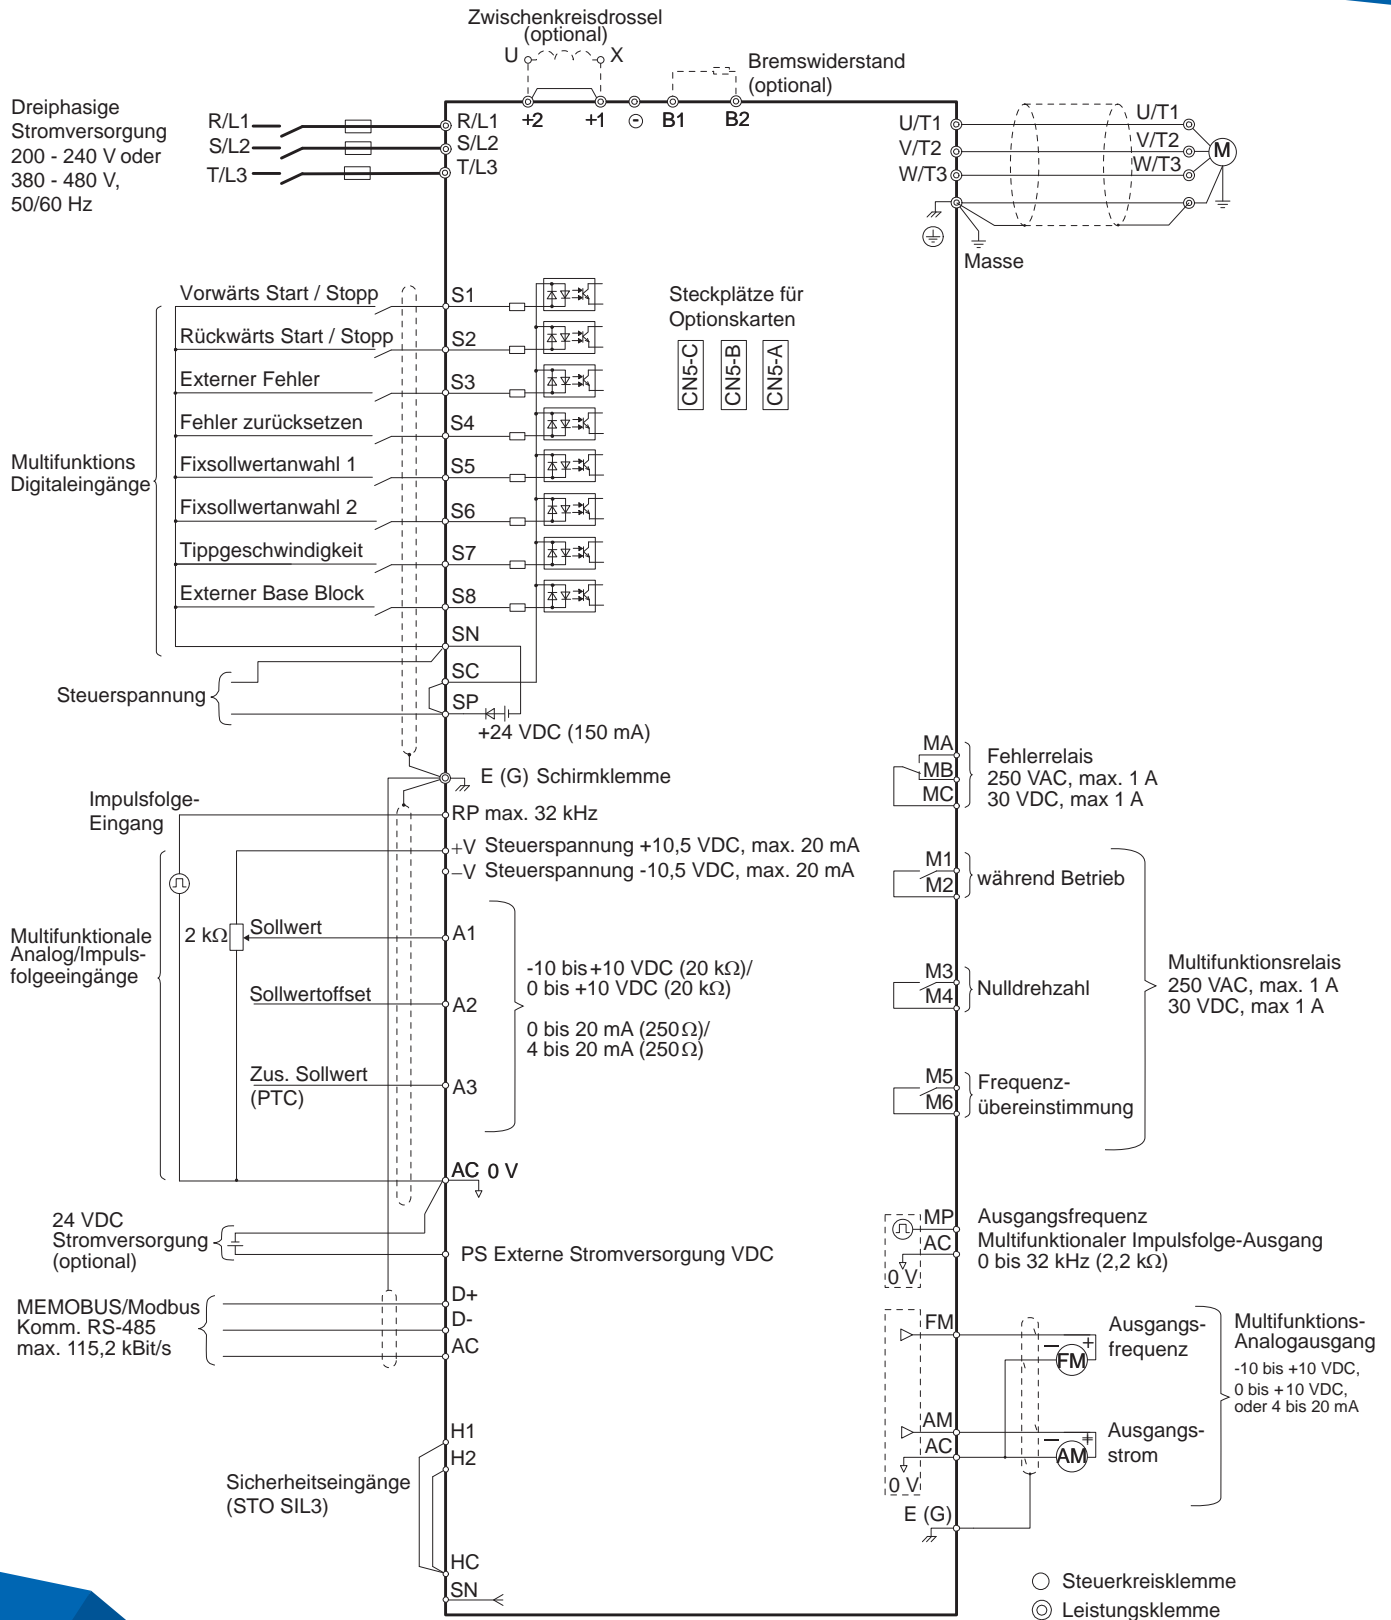 Zwischenkreisdrossel
(optional)
U
X
Bremswiderstand
(optional)
+2
+1
B1
B2
Dreiphasige
Stromversorgung
200 - 240 V oder
380 - 480 V,
50/60 Hz
R/L1
S/L2
T/L3
R/L1
S/L2
T/L3
U/T1
V/T2
W/T3
U/T1
V/T2
W/T3
M
Masse
Multifunktions
Digitaleingänge
Vorwärts Start / Stopp
S1
Rückwärts Start / Stopp
S2
Externer Fehler
S3
Fehler zurücksetzen
S4
Fixsollwertanwahl 1
S5
Fixsollwertanwahl 2
S6
Tippgeschwindigkeit
S7
Externer Base Block
S8
SN
SC
SP
Steuerspannung
+24 VDC (150 mA)
Steckplätze für
Optionskarten
CN5-C
CN5-B
CN5-A
E (G) Schirmklemme
Impulsfolge-
Eingang
RP max. 32 kHz
+V Steuerspannung +10,5 VDC, max. 20 mA
–V Steuerspannung -10,5 VDC, max. 20 mA
Multifunktionale
Analog/Impuls-
folgeeingänge
2 kΩ
Sollwert
A1
Sollwertoffset
A2
Zus. Sollwert
(PTC)
A3
-10 bis +10 VDC (20 kΩ)/
0 bis +10 VDC (20 kΩ)
0 bis 20 mA (250 Ω)/
4 bis 20 mA (250 Ω)
AC 0 V
24 VDC
Stromversorgung
(optional)
PS Externe Stromversorgung VDC
MEMOBUS/Modbus
Komm. RS-485
max. 115,2 kBit/s
D+
D-
AC
H1
H2
Sicherheitseingänge
(STO SIL3)
HC
SN
MA
MB
MC
Fehlerrelais
250 VAC, max. 1 A
30 VDC, max 1 A
M1
M2
während Betrieb
M3
M4
Nulldrehzahl
M5
M6
Frequenz-
übereinstimmung
Multifunktionsrelais
250 VAC, max. 1 A
30 VDC, max 1 A
MP
AC
0 V
Ausgangsfrequenz
Multifunktionaler Impulsfolge-Ausgang
0 bis 32 kHz (2,2 kΩ)
FM
– +
FM
Ausgangs-
frequenz
AM
AC
0 V
– +
AM
Ausgangs-
strom
Multifunktions-
Analogausgang
-10 bis +10 VDC,
0 bis +10 VDC,
oder 4 bis 20 mA
E (G)
Steuerkreisklemme
Leistungsklemme